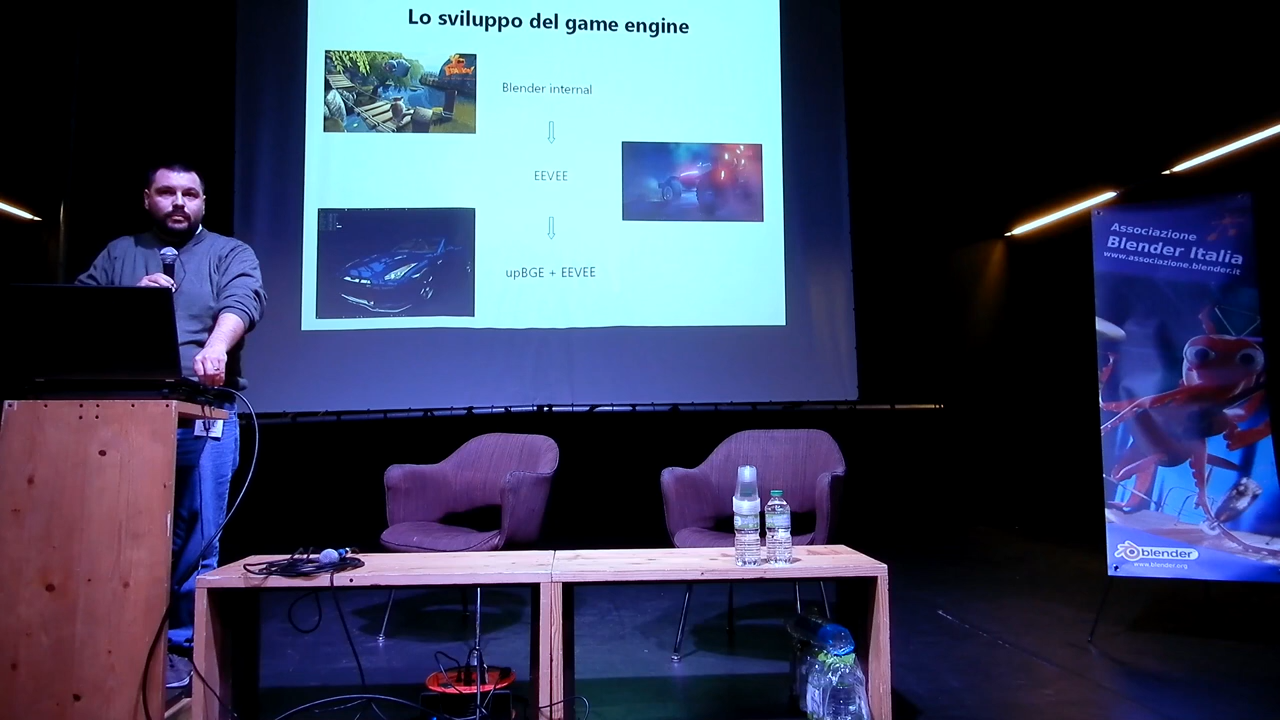 Lo sviluppo del game engine
Blender internal
EEVEE
upBGE + EEVEE
Associazione
Blender Italia
www.associazione.blender.it
blender
www.blender.org